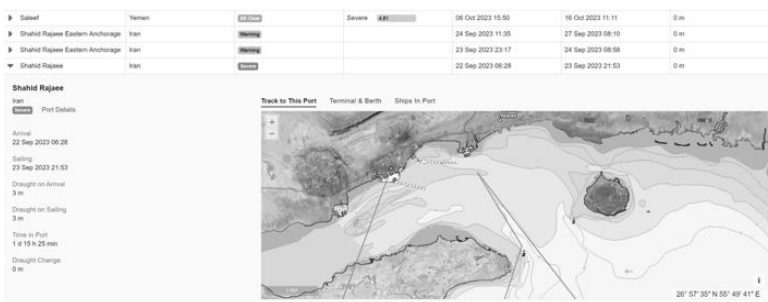 Saleef Yemen All Clear Severe 4.81 06 Oct 2023 15:50 16 Oct 2023 11:11 0 m
Shahid Rajaee Eastern Anchorage Iran Warning 24 Sep 2023 11:35 27 Sep 2023 08:10 0 m
Shahid Rajaee Eastern Anchorage Iran Warning 23 Sep 2023 23:17 24 Sep 2023 08:58 0 m
Shahid Rajaee Iran Severe 22 Sep 2023 06:28 23 Sep 2023 21:53 0 m
Shahid Rajaee
Iran
Severe Port Details
Arrival
22 Sep 2023 06:28
Sailing
23 Sep 2023 21:53
Draught on Arrival
3 m
Draught on Sailing
3 m
Time in Port
1 d 15 h 25 min
Draught Change
0 m
Track to This Port Terminal & Berth Ships In Port
+
−
i
26° 57' 35" N 55° 49' 41" E